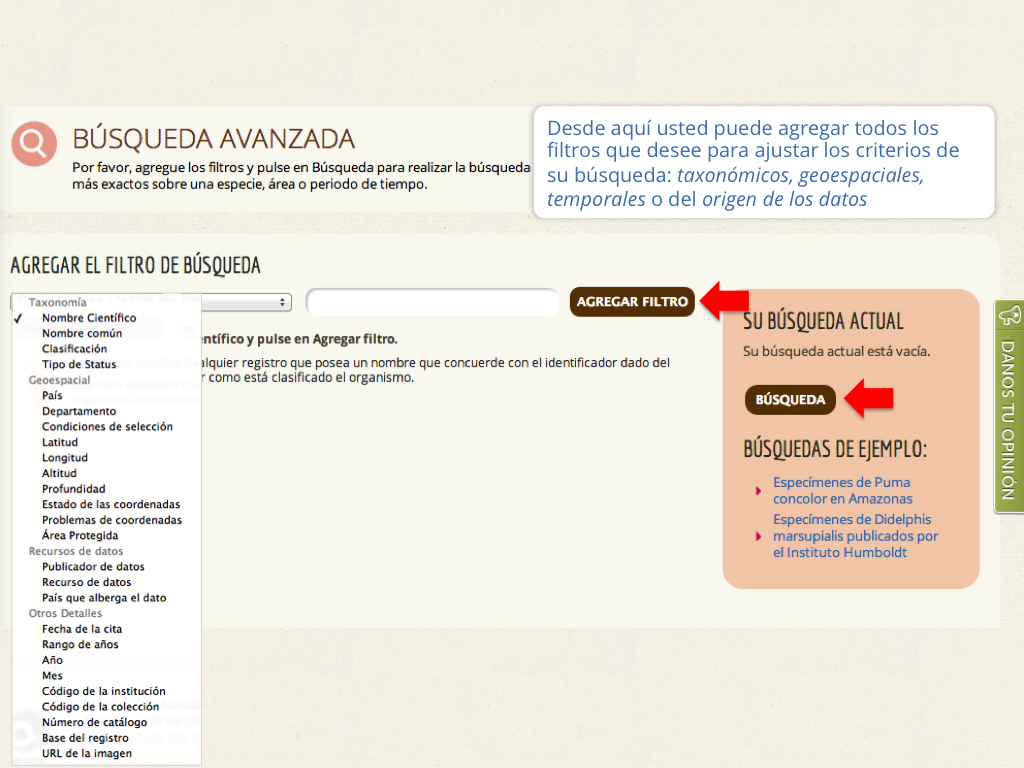 BÚSQUEDA AVANZADA
Por favor, agregue los filtros y pulse en Búsqueda para realizar la búsqueda
más exactos sobre una especie, área o periodo de tiempo.
Desde aquí usted puede agregar todos los
filtros que desee para ajustar los criterios de
su búsqueda: taxonómicos, geoespaciales,
temporales o del origen de los datos
AGREGAR EL FILTRO DE BÚSQUEDA
Taxonomía
✓ Nombre Científico
Nombre común
Clasificación
Tipo de Status
Geoespacial
País
Departamento
Condiciones de selección
Latitud
Longitud
Altitud
Profundidad
Estado de las coordenadas
Problemas de coordenadas
Área Protegida
Recursos de datos
Publicador de datos
Recurso de datos
País que alberga el dato
Otros Detalles
Fecha de la cita
Rango de años
Año
Mes
Código de la institución
Código de la colección
Número de catálogo
Base del registro
URL de la imagen
AGREGAR FILTRO
entífico y pulse en Agregar filtro.
alquier registro que posea un nombre que concuerde con el identificador dado del
r como está clasificado el organismo.
SU BÚSQUEDA ACTUAL
Su búsqueda actual está vacía.
BÚSQUEDA
BÚSQUEDAS DE EJEMPLO:
Especímenes de Puma
concolor en Amazonas
Especímenes de Didelphis
marsupialis publicados por
el Instituto Humboldt
DANOS TU OPINIÓN